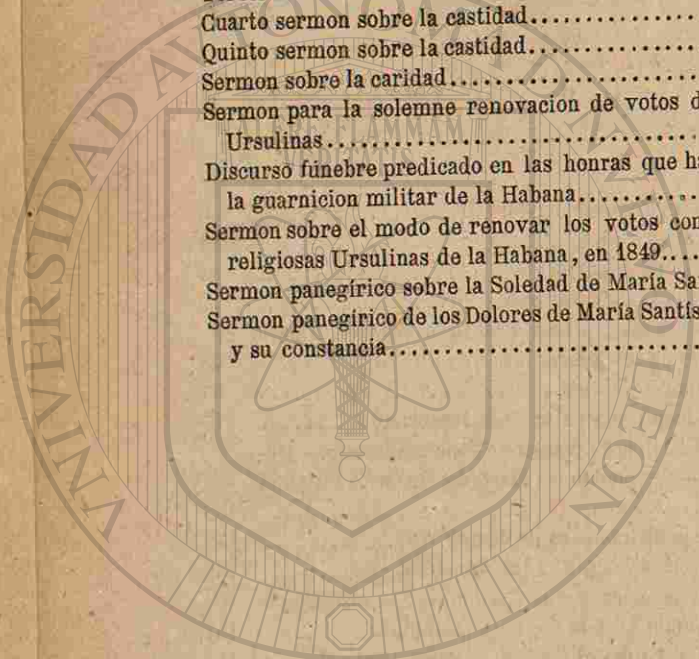 Cuarto sermon sobre la castidad................
Quinto sermon sobre la castidad................
Sermon sobre la caridad........................
Sermon para la solemne renovacion de votos d
Ursulinas..................................
Discurso fúnebre predicado en las honras que h
la guarnicion militar de la Habana............
Sermon sobre el modo de renovar los votos con
religiosas Ursulinas de la Habana, en 1849....
Sermon panegírico sobre la Soledad de María Sa
Sermon panegírico de los Dolores de María Santís
y su constancia............................
FLAMMAM